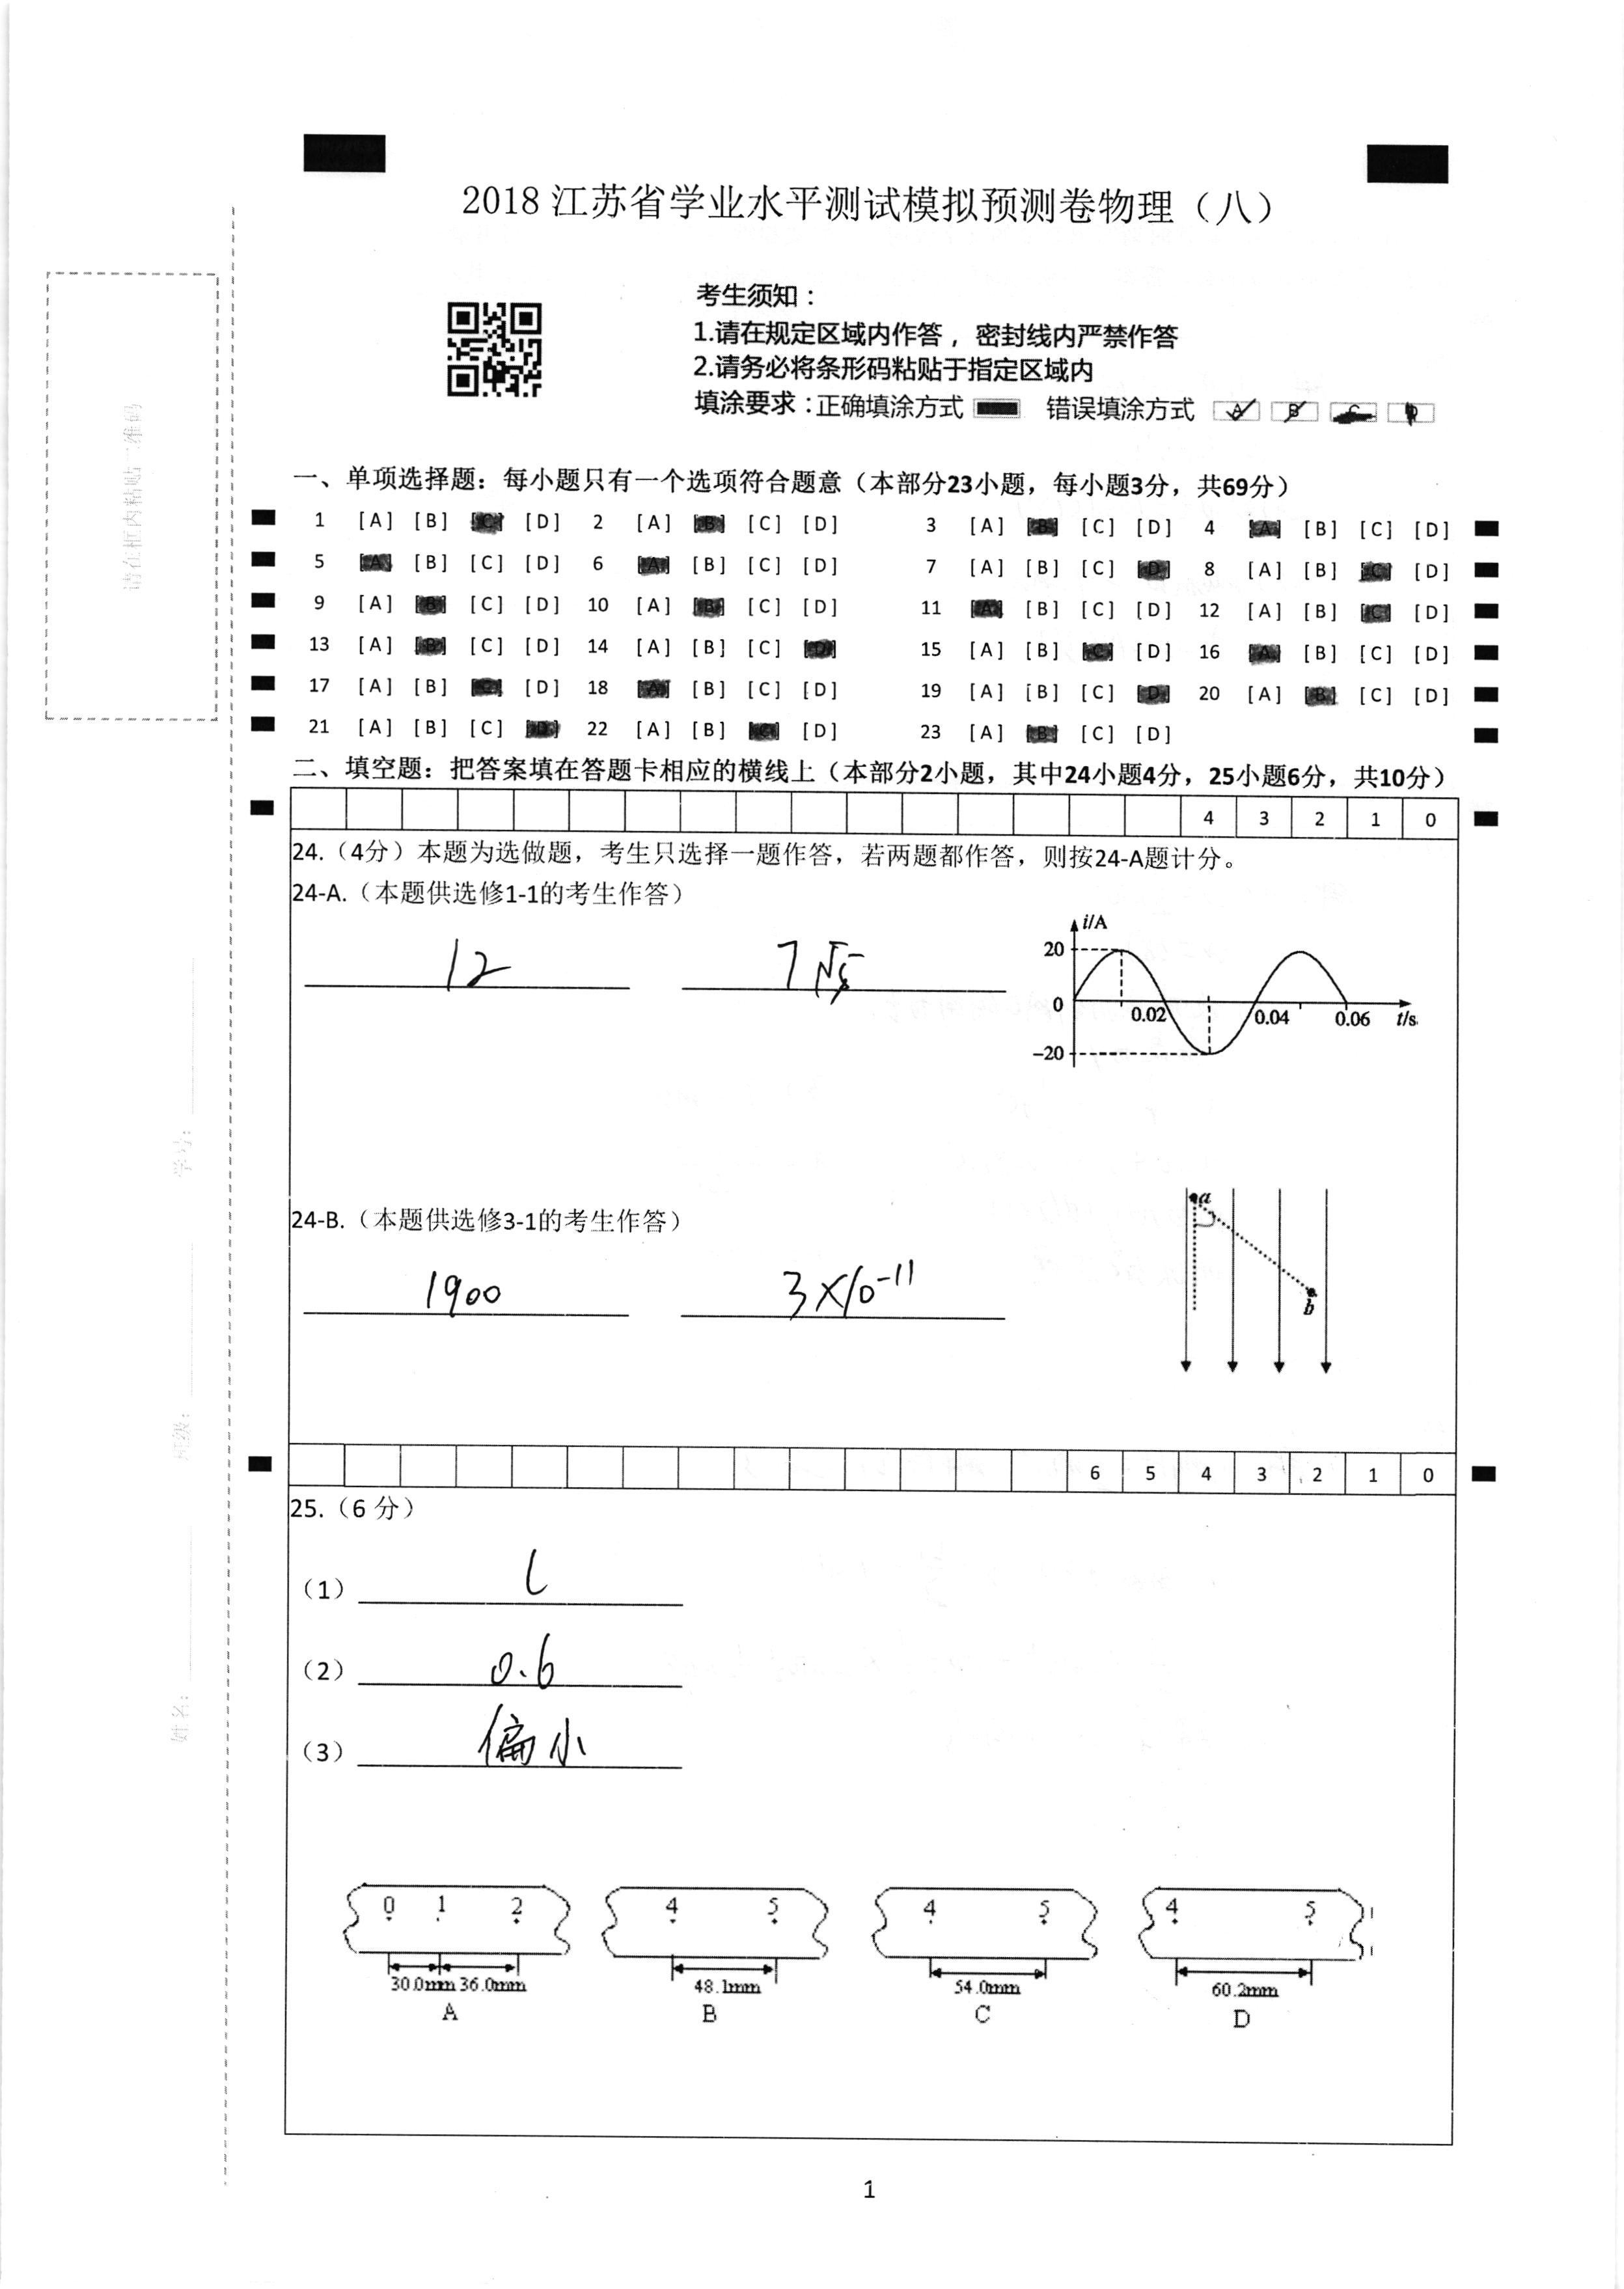 2018江苏省学业水平测试模拟预测卷物理（八）
考生须知：
1.请在规定区域内作答，密封线内严禁作答
2.请务必将条形码粘贴于指定区域内
填涂要求：正确填涂方式 错误填涂方式 A B C D
请在框内粘贴二维码
一、单项选择题：每小题只有一个选项符合题意（本部分23小题，每小题3分，共69分）
1 [A] [B] [C] [D] 2 [A] [B] [C] [D] 3 [A] [B] [C] [D] 4 [A] [B] [C] [D]
5 [A] [B] [C] [D] 6 [A] [B] [C] [D] 7 [A] [B] [C] [D] 8 [A] [B] [C] [D]
9 [A] [B] [C] [D] 10 [A] [B] [C] [D] 11 [A] [B] [C] [D] 12 [A] [B] [C] [D]
13 [A] [B] [C] [D] 14 [A] [B] [C] [D] 15 [A] [B] [C] [D] 16 [A] [B] [C] [D]
17 [A] [B] [C] [D] 18 [A] [B] [C] [D] 19 [A] [B] [C] [D] 20 [A] [B] [C] [D]
21 [A] [B] [C] [D] 22 [A] [B] [C] [D] 23 [A] [B] [C] [D]
二、填空题：把答案填在答题卡相应的横线上（本部分2小题，其中24小题4分，25小题6分，共10分）
4 3 2 1 0
24.（4分）本题为选做题，考生只选择一题作答，若两题都作答，则按24-A题计分。
24-A.（本题供选修1-1的考生作答）
12
i/A
20
0
-20
0.02 0.04 0.06 t/s
学号：
24-B.（本题供选修3-1的考生作答）
1900 3×10⁻¹¹
a
b
班级：
6 5 4 3 2 1 0
25.（6 分）
（1）
（2） 0.6
（3） 偏小
姓名：
0 1 2 4 5 4 5 4 5
30.0mm 36.0mm 48.1mm 54.0mm 60.2mm
A B C D
1